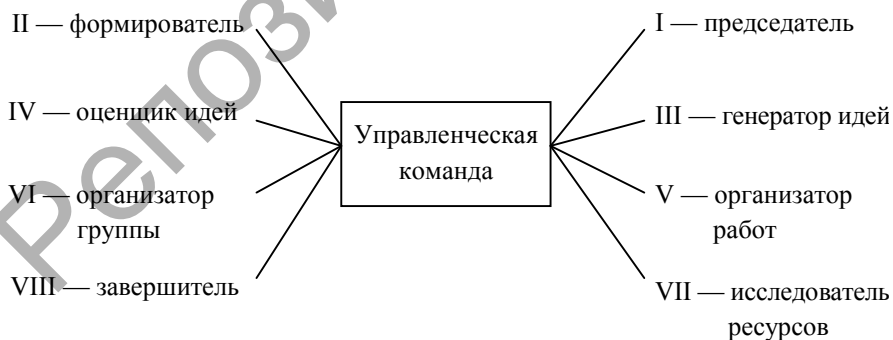 II — формирователь
I — председатель
IV — оценщик идей
III — генератор идей
Управленческая
команда
VI — организатор
группы
V — организатор
работ
VIII — завершитель
VII — исследователь
ресурсов